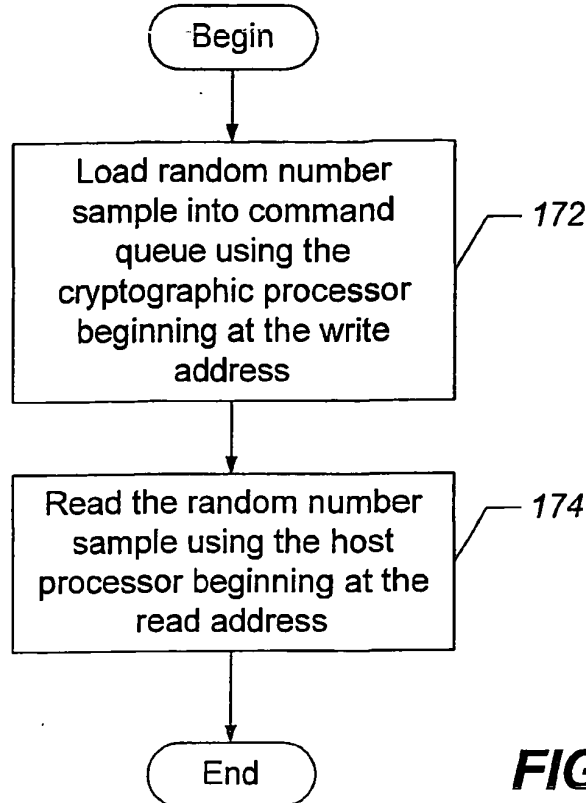 Begin
Load random number
sample into command
queue using the
cryptographic processor
beginning at the write
address
172
Read the random number
sample using the host
processor beginning at the
read address
174
End
FIG